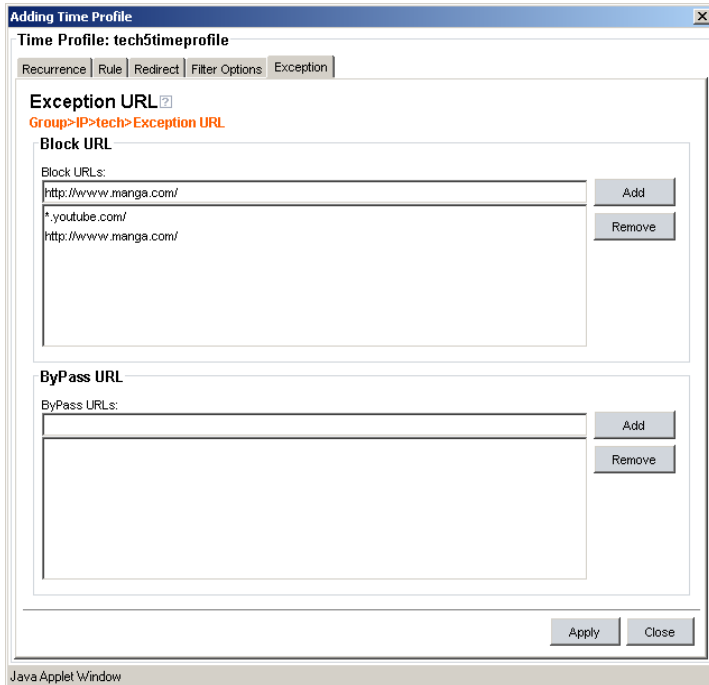 Adding Time Profile
Time Profile: tech5timeprofile
Recurrence Rule Redirect Filter Options Exception
Exception URL?
Group>IP>tech>Exception URL
Block URL
Block URLs:
http://www.manga.com/
Add
*.youtube.com/
Remove
http://www.manga.com/
ByPass URL
ByPass URLs:
Add
Remove
Apply Close
Java Applet Window